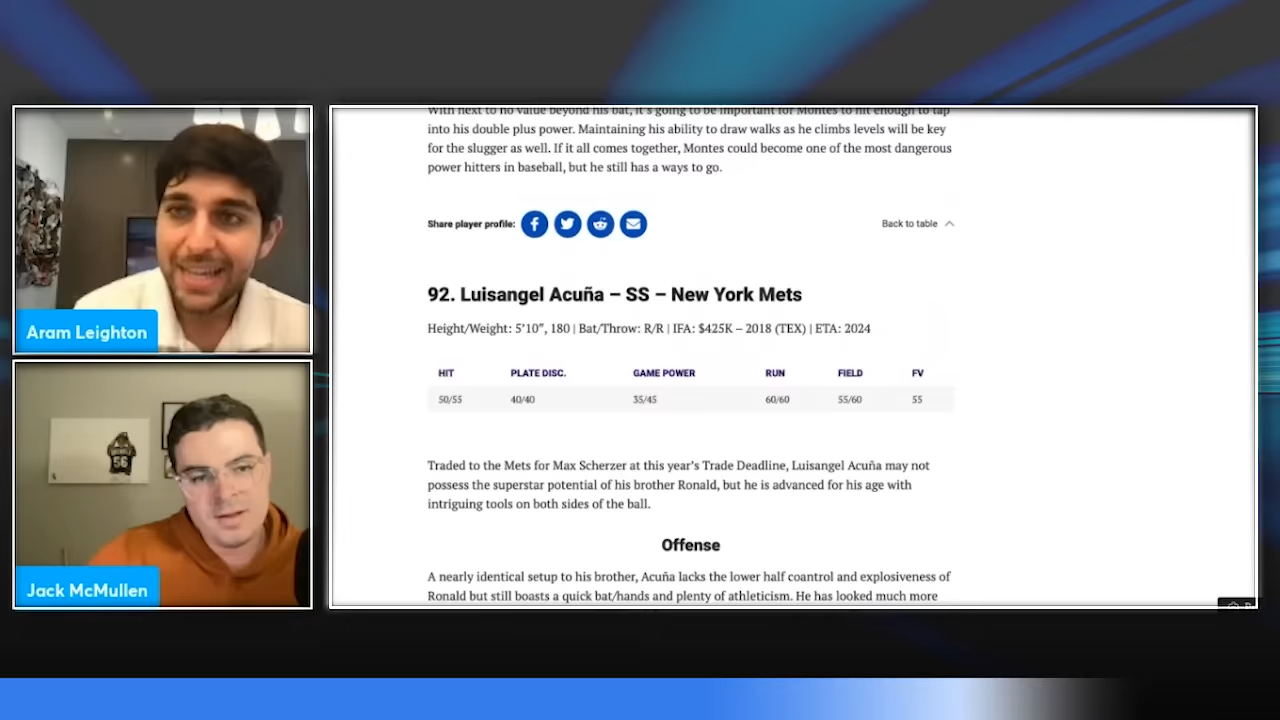 With next to no value beyond his bat, it's going to be important for Montes to hit enough to tap
into his double plus power. Maintaining his ability to draw walks as he climbs levels will be key
for the slugger as well. If it all comes together, Montes could become one of the most dangerous
power hitters in baseball, but he still has a ways to go.
Share player profile:
Back to table
92. Luisangel Acuña – SS – New York Mets
Height/Weight: 5'10", 180 | Bat/Throw: R/R | IFA: $425K – 2018 (TEX) | ETA: 2024
HIT PLATE DISC. GAME POWER RUN FIELD FV
50/55 40/40 35/45 60/60 55/60 55
Traded to the Mets for Max Scherzer at this year's Trade Deadline, Luisangel Acuña may not
possess the superstar potential of his brother Ronald, but he is advanced for his age with
intriguing tools on both sides of the ball.
Offense
A nearly identical setup to his brother, Acuña lacks the lower half coantrol and explosiveness of
Ronald but still boasts a quick bat/hands and plenty of athleticism. He has looked much more
Aram Leighton
56
Jack McMullen